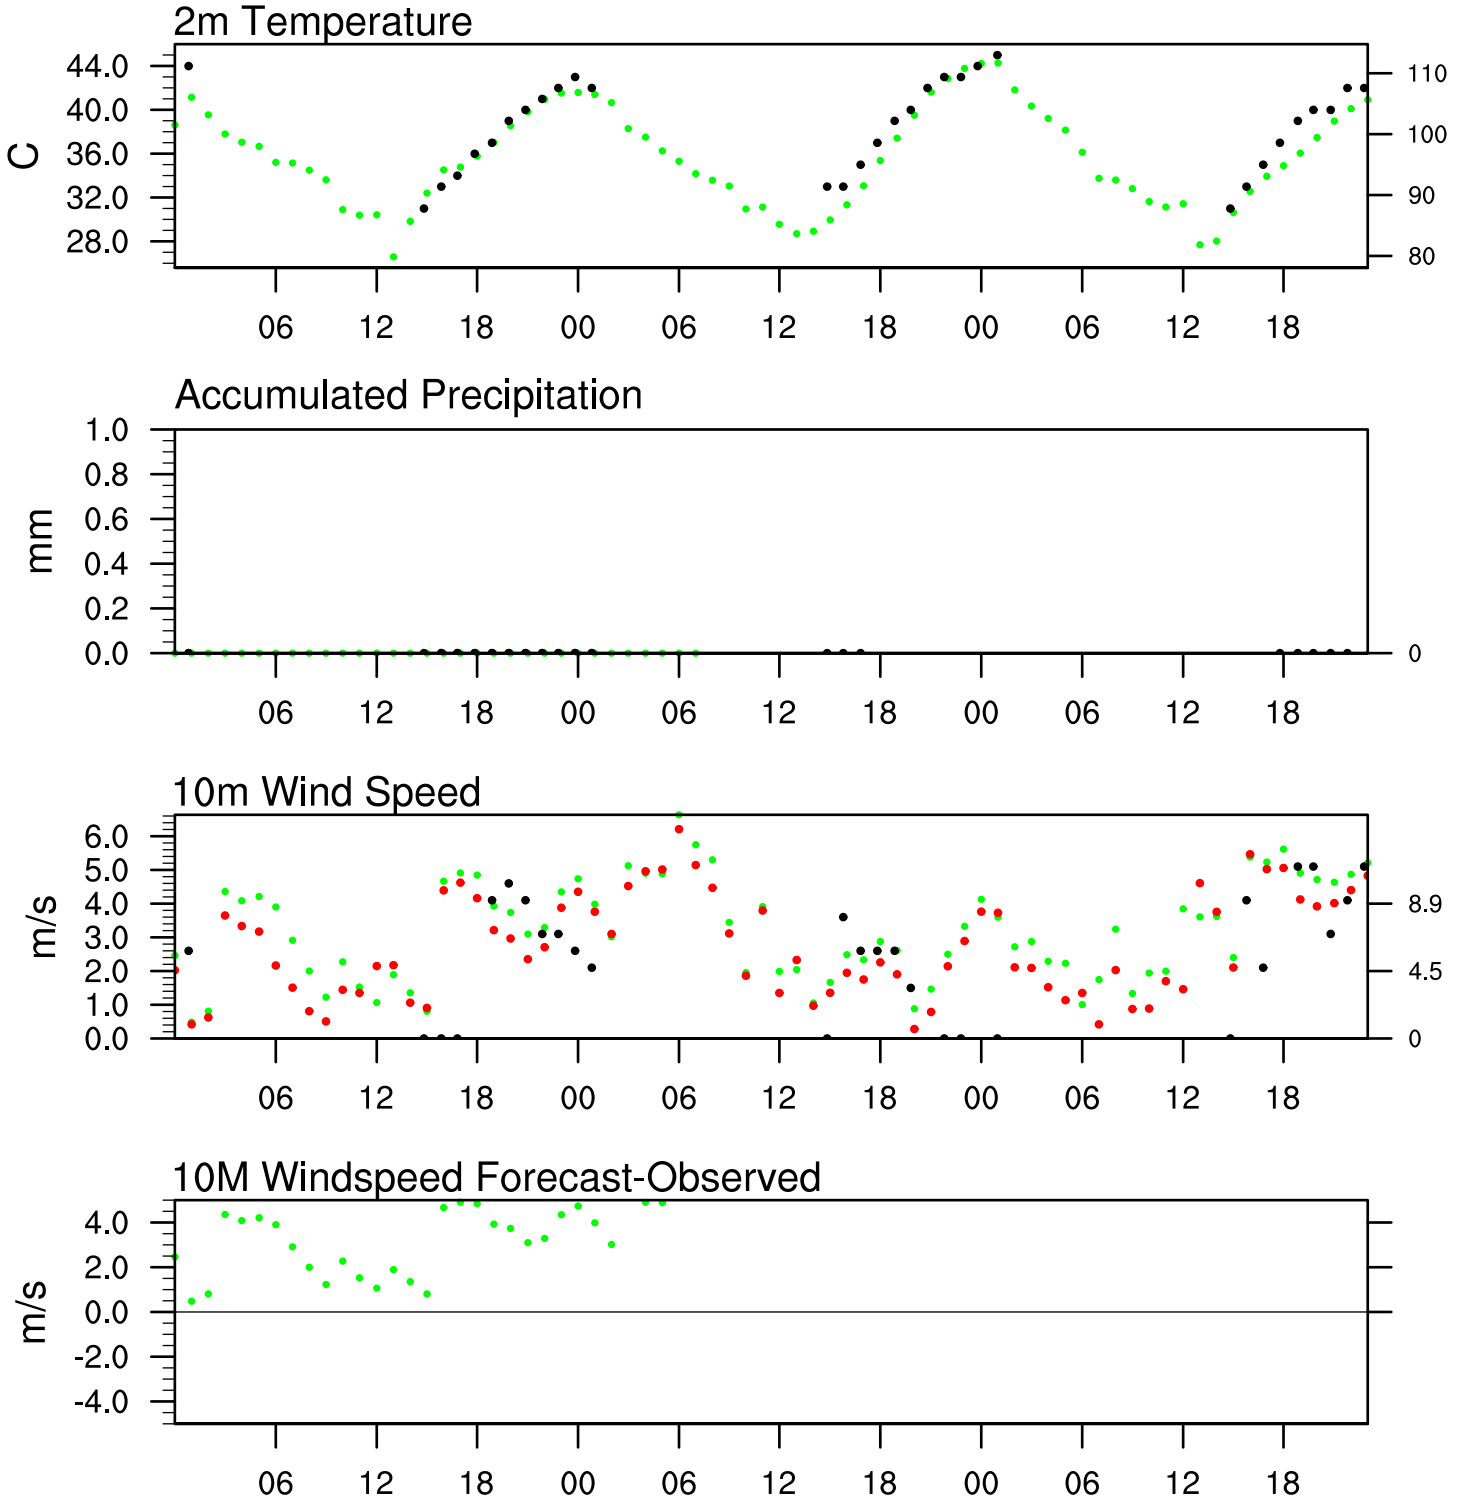 2m Temperature
44.0
40.0
36.0
32.0
28.0
C
110
100
90
80
06 12 18 00 06 12 18 00 06 12 18
Accumulated Precipitation
1.0
0.8
0.6
0.4
0.2
0.0
mm
0
06 12 18 00 06 12 18 00 06 12 18
10m Wind Speed
6.0
5.0
4.0
3.0
2.0
1.0
0.0
m/s
8.9
4.5
0
06 12 18 00 06 12 18 00 06 12 18
10M Windspeed Forecast-Observed
4.0
2.0
0.0
-2.0
-4.0
m/s
06 12 18 00 06 12 18 00 06 12 18